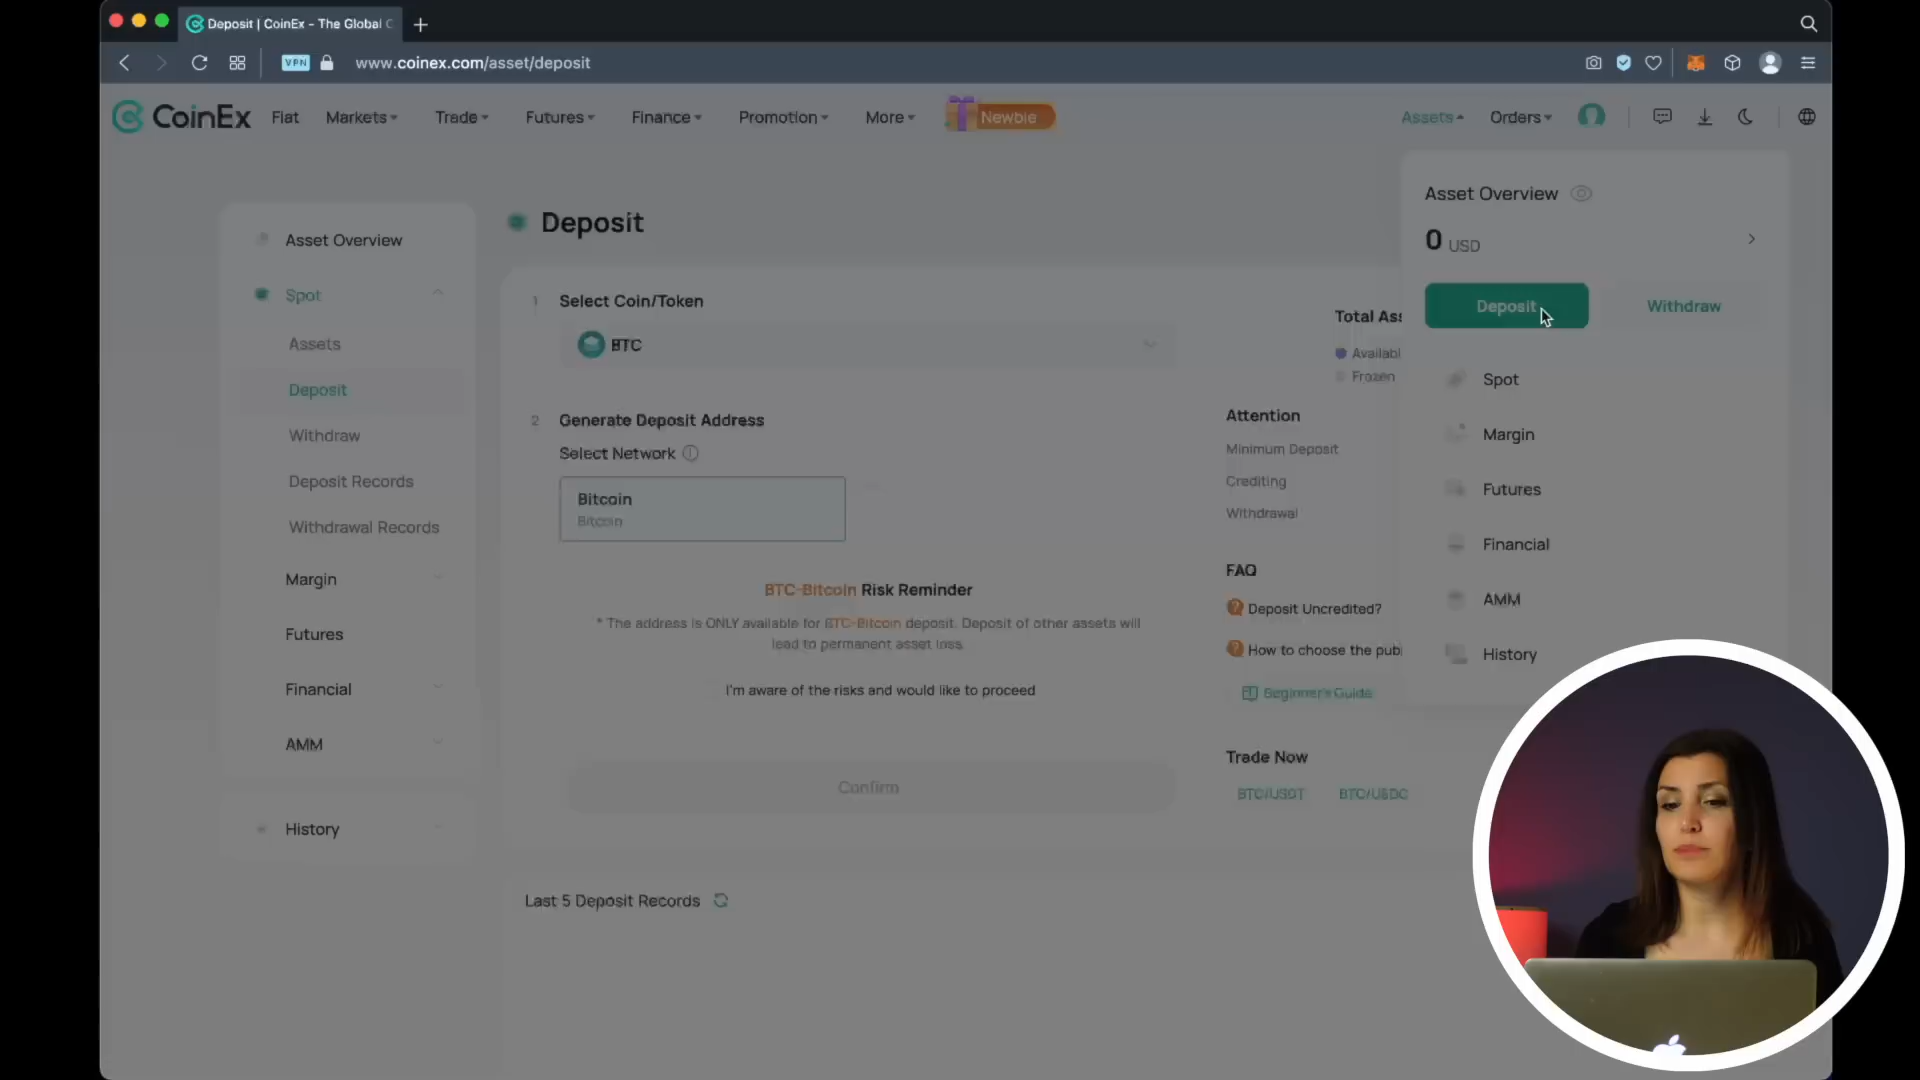 Deposit | CoinEx - The Global C
VPN
www.coinex.com/asset/deposit
CoinEx
Fiat
Markets
Trade
Futures
Finance
Promotion
More
Newbie
Assets
Orders
Asset Overview
0 USD
Deposit
Withdraw
Spot
Margin
Futures
Financial
AMM
History
Asset Overview
Spot
Assets
Deposit
Withdraw
Deposit Records
Withdrawal Records
Margin
Futures
Financial
AMM
History
Deposit
1 Select Coin/Token
BTC
2 Generate Deposit Address
Select Network
Bitcoin
Bitcoin
BTC-Bitcoin Risk Reminder
* The address is ONLY available for BTC-Bitcoin deposit. Deposit of other assets will
lead to permanent asset loss.
I'm aware of the risks and would like to proceed
Confirm
Last 5 Deposit Records
Total Ass
Availabl
Frozen
Attention
Minimum Deposit
Crediting
Withdrawal
FAQ
Deposit Uncredited?
How to choose the publ
Beginner's Guide
Trade Now
BTC/USDT
BTC/USDC